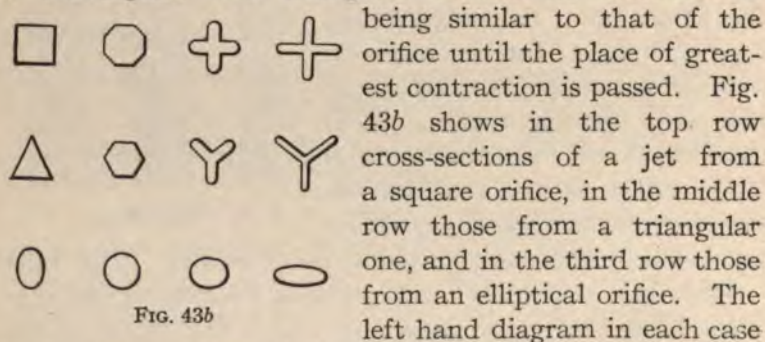 being similar to that of the
orifice until the place of great-
est contraction is passed. Fig.
43b shows in the top row
cross-sections of a jet from
a square orifice, in the middle
row those from a triangular
one, and in the third row those
from an elliptical orifice. The
left hand diagram in each case
FIG. 43b